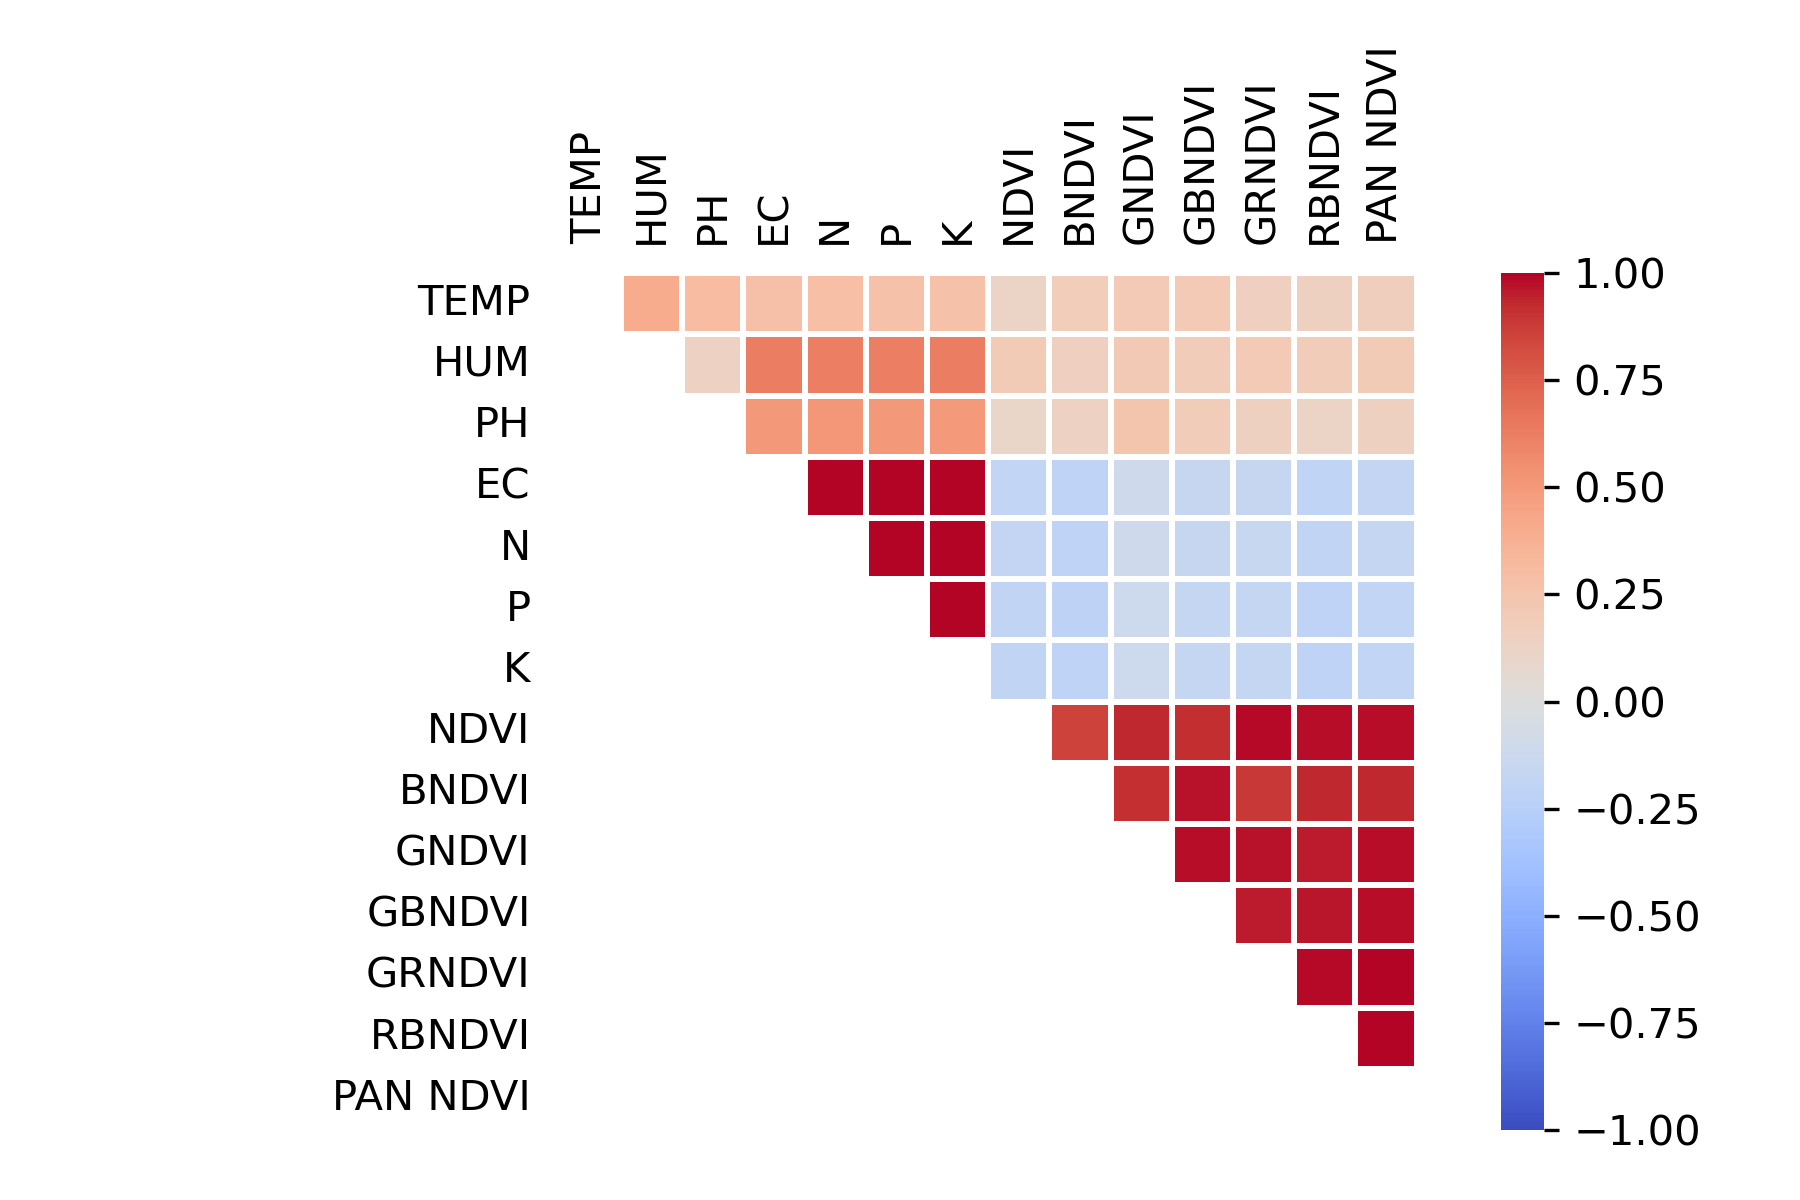 TEMP
HUM
PH
EC
N
P
K
NDVI
BNDVI
GNDVI
GBNDVI
GRNDVI
RBNDVI
PAN NDVI
TEMP
HUM
PH
EC
N
P
K
NDVI
BNDVI
GNDVI
GBNDVI
GRNDVI
RBNDVI
PAN NDVI
1.00
0.75
0.50
0.25
0.00
−0.25
−0.50
−0.75
−1.00